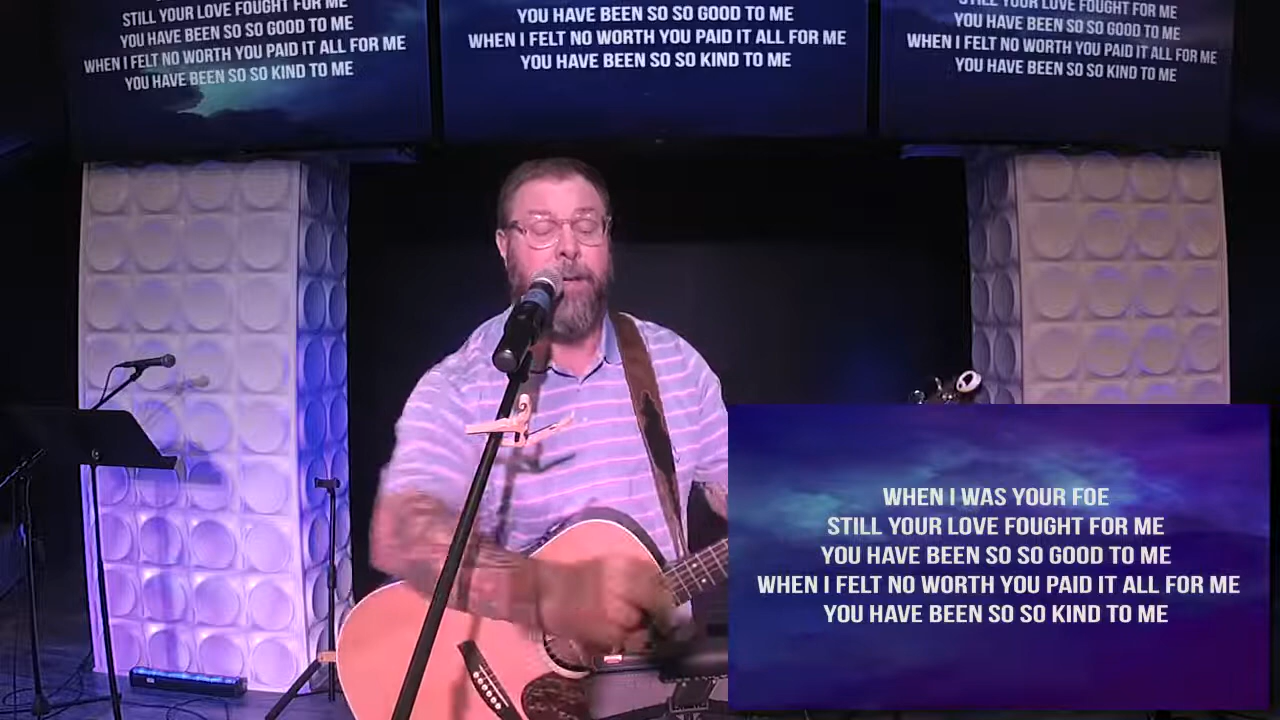 STILL YOUR LOVE FOUGHT FOR ME
YOU HAVE BEEN SO SO GOOD TO ME
WHEN I FELT NO WORTH YOU PAID IT ALL FOR ME
YOU HAVE BEEN SO SO KIND TO ME
YOU HAVE BEEN SO SO GOOD TO ME
WHEN I FELT NO WORTH YOU PAID IT ALL FOR ME
YOU HAVE BEEN SO SO KIND TO ME
STILL YOUR LOVE FOUGHT FOR ME
YOU HAVE BEEN SO SO GOOD TO ME
WHEN I FELT NO WORTH YOU PAID IT ALL FOR ME
YOU HAVE BEEN SO SO KIND TO ME
WHEN I WAS YOUR FOE
STILL YOUR LOVE FOUGHT FOR ME
YOU HAVE BEEN SO SO GOOD TO ME
WHEN I FELT NO WORTH YOU PAID IT ALL FOR ME
YOU HAVE BEEN SO SO KIND TO ME